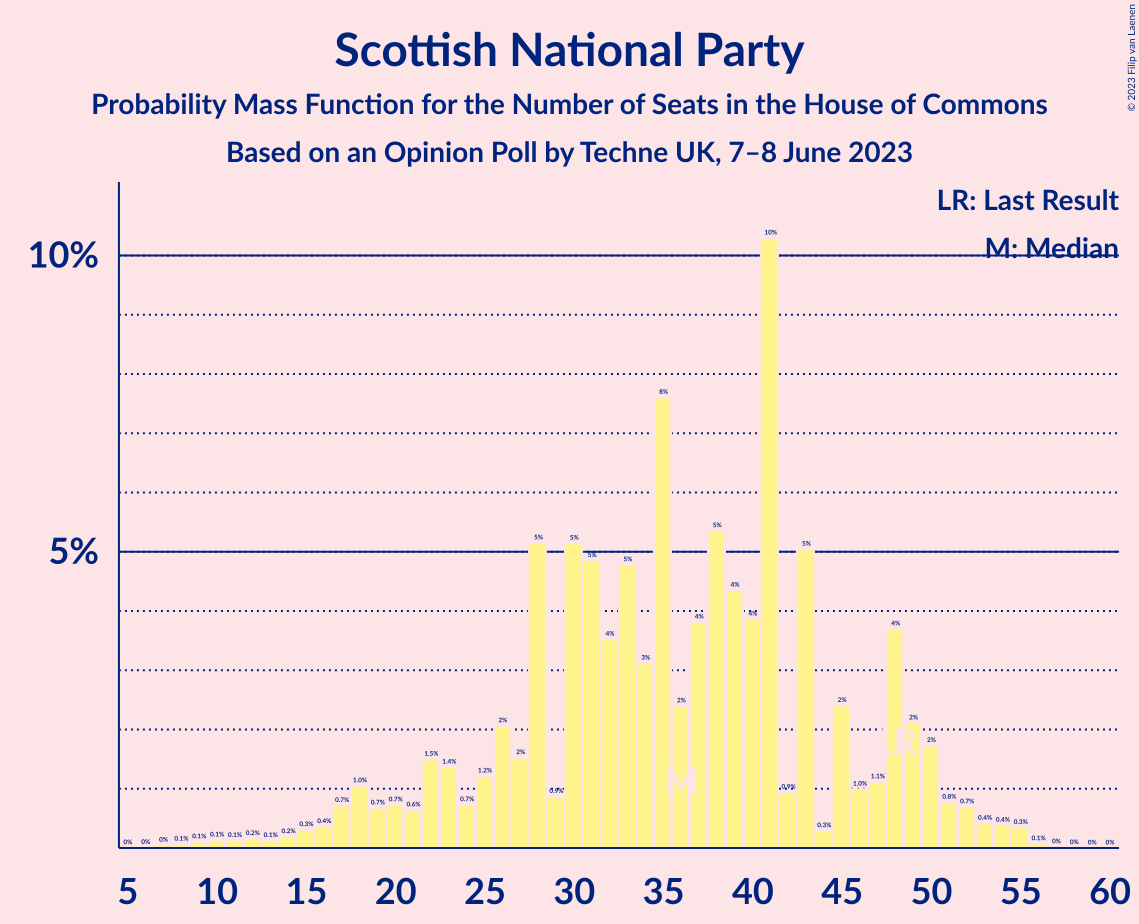 Scottish National Party
Probability Mass Function for the Number of Seats in the House of Commons
Based on an Opinion Poll by Techne UK, 7–8 June 2023
© 2023 Filip van Laenen
LR: Last Result
M: Median
10%
5%
0% 0% 0% 0.1% 0.1% 0.1% 0.1% 0.2% 0.1% 0.2% 0.3% 0.4% 0.7% 1.0% 0.7% 0.7% 0.6% 1.5% 1.4% 0.7% 1.2% 2% 2% 5% 0.9% 5% 5% 4% 5% 3% 8% 2% 4% 5% 4% 4% 10% 0.9% 5% 0.3% 2% 1.0% 1.1% 4% 2% 2% 0.8% 0.7% 0.4% 0.4% 0.3% 0.1% 0% 0% 0% 0%
M
LR
5 10 15 20 25 30 35 40 45 50 55 60